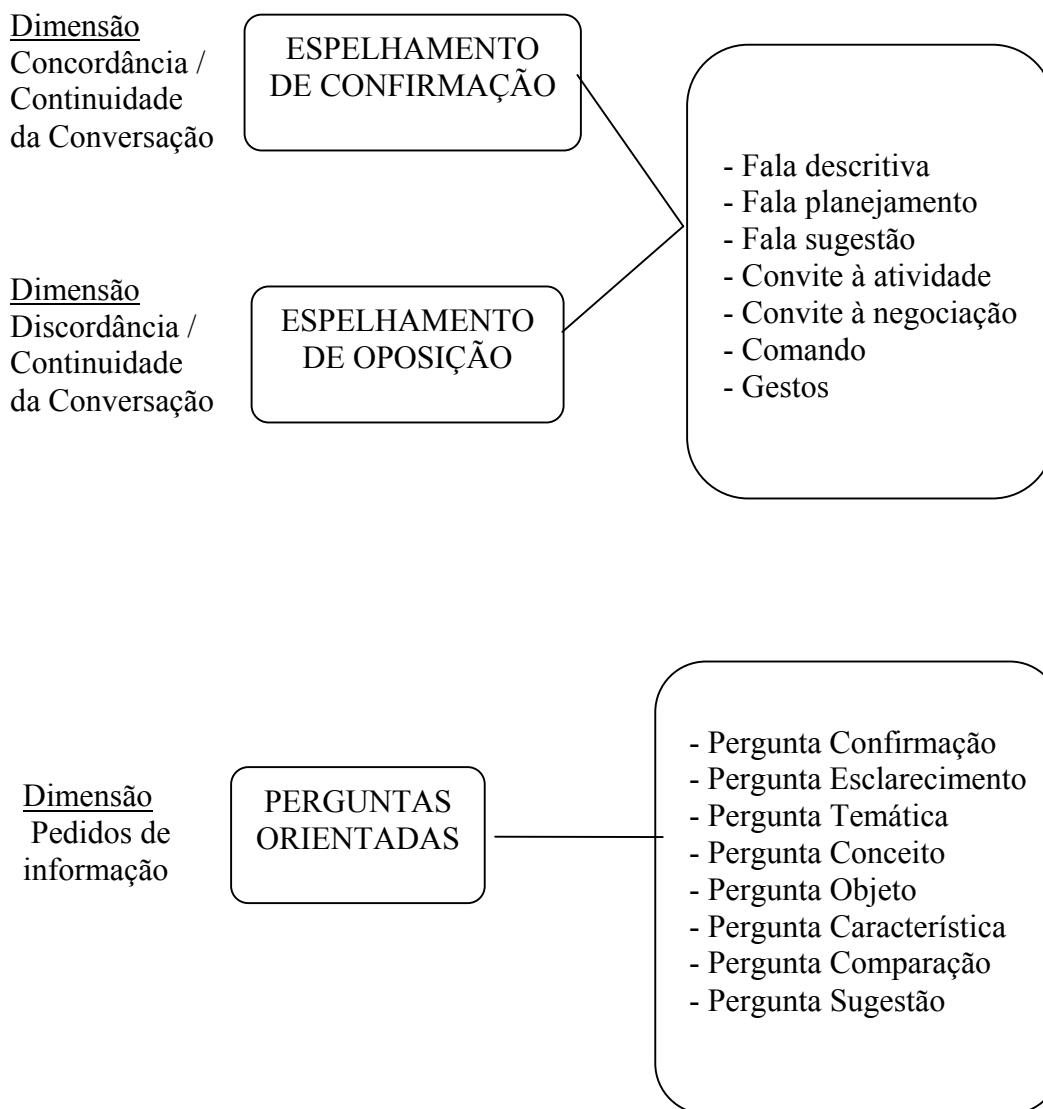 Dimensão
Concordância /
Continuidade
da Conversação
ESPELHAMENTO
DE CONFIRMAÇÃO
Dimensão
Discordância /
Continuidade
da Conversação
ESPELHAMENTO
DE OPOSIÇÃO
- Fala descritiva
- Fala planejamento
- Fala sugestão
- Convite à atividade
- Convite à negociação
- Comando
- Gestos
Dimensão
Pedidos de
informação
PERGUNTAS
ORIENTADAS
- Pergunta Confirmação
- Pergunta Esclarecimento
- Pergunta Temática
- Pergunta Conceito
- Pergunta Objeto
- Pergunta Característica
- Pergunta Comparação
- Pergunta Sugestão